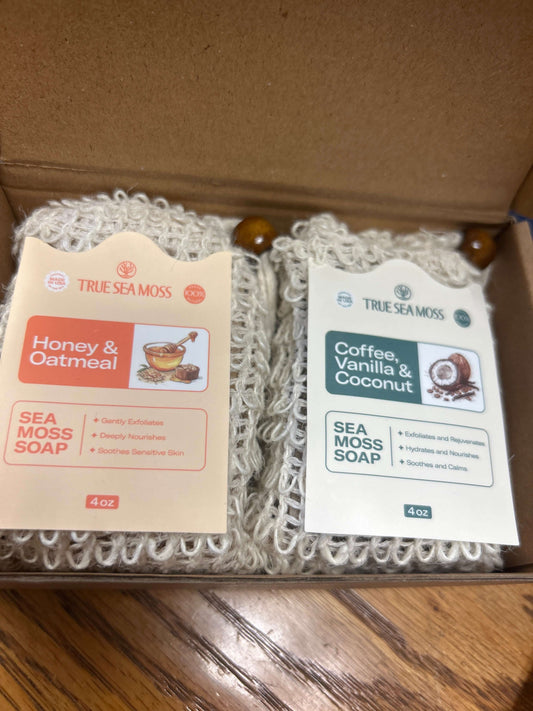 TRUE SEA MOSS
Honey &
Oatmeal
SEA
MOSS
SOAP
+ Gently Exfoliates
+ Deeply Nourishes
+ Soothes Sensitive Skin
4 oz
TRUE SEA MOSS
Coffee,
Vanilla &
Coconut
SEA
MOSS
SOAP
+ Exfoliates and Rejuvenates
+ Hydrates and Nourishes
+ Soothes and Calms
4 oz